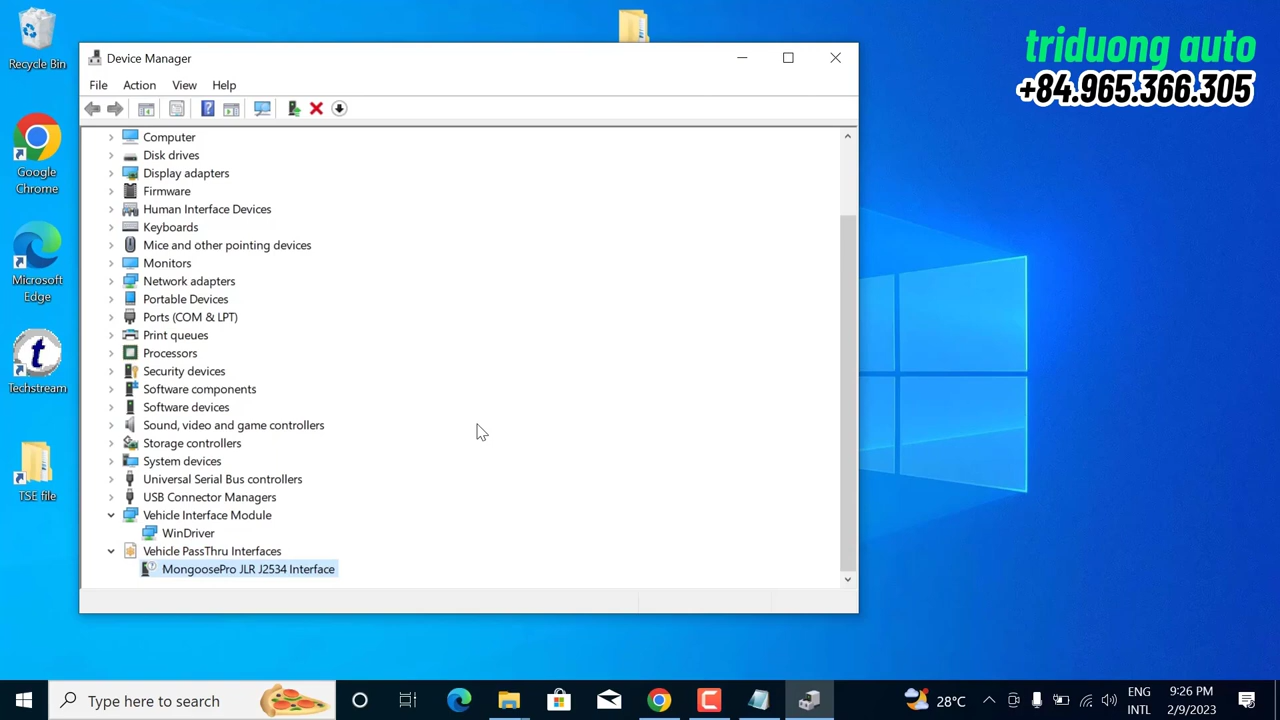 Recycle Bin
Google
Chrome
Microsoft
Edge
Techstream
TSE file
triduong auto
+84.965.366.305
Device Manager
File Action View Help
Computer
Disk drives
Display adapters
Firmware
Human Interface Devices
Keyboards
Mice and other pointing devices
Monitors
Network adapters
Portable Devices
Ports (COM & LPT)
Print queues
Processors
Security devices
Software components
Software devices
Sound, video and game controllers
Storage controllers
System devices
Universal Serial Bus controllers
USB Connector Managers
Vehicle Interface Module
WinDriver
Vehicle PassThru Interfaces
MongoosePro JLR J2534 Interface
Type here to search
28°C
ENG
INTL
9:26 PM
2/9/2023